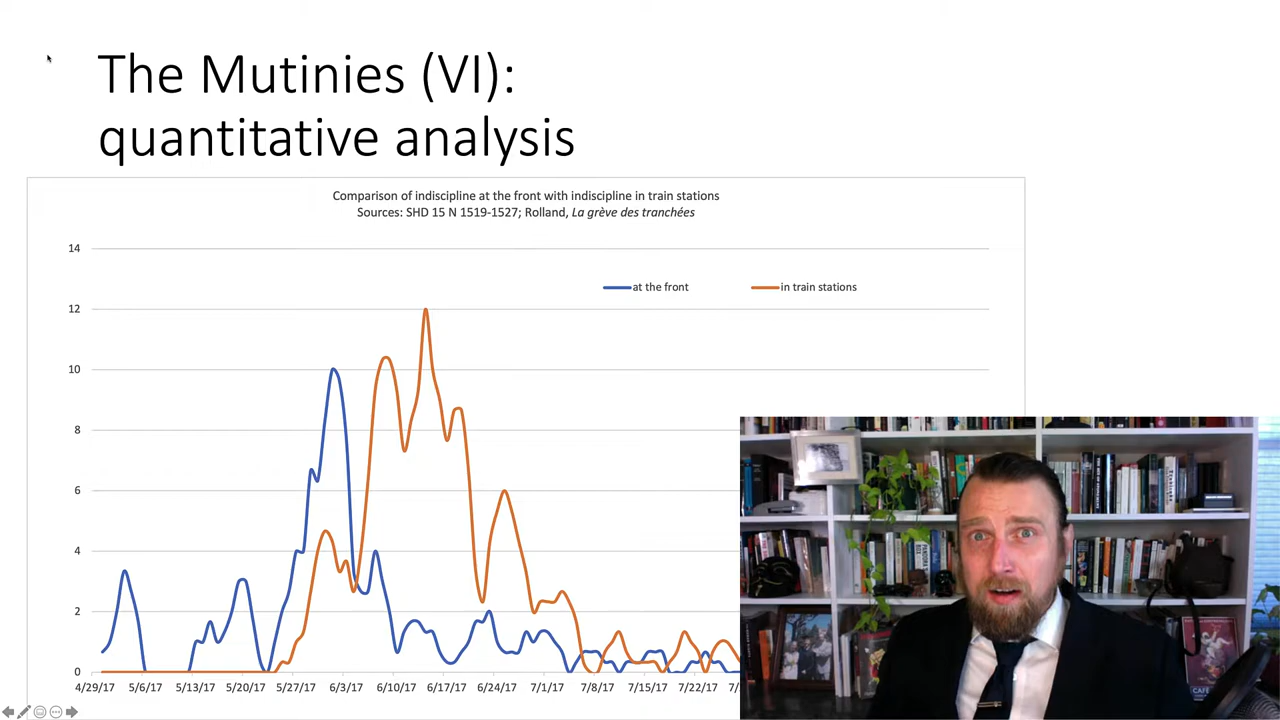 The Mutinies (VI):
quantitative analysis
Comparison of indiscipline at the front with indiscipline in train stations
Sources: SHD 15 N 1519-1527; Rolland, La grève des tranchées
14
at the front
in train stations
12
10
8
6
4
2
0
4/29/17 5/6/17 5/13/17 5/20/17 5/27/17 6/3/17 6/10/17 6/17/17 6/24/17 7/1/17 7/8/17 7/15/17 7/22/17
CAFÉ